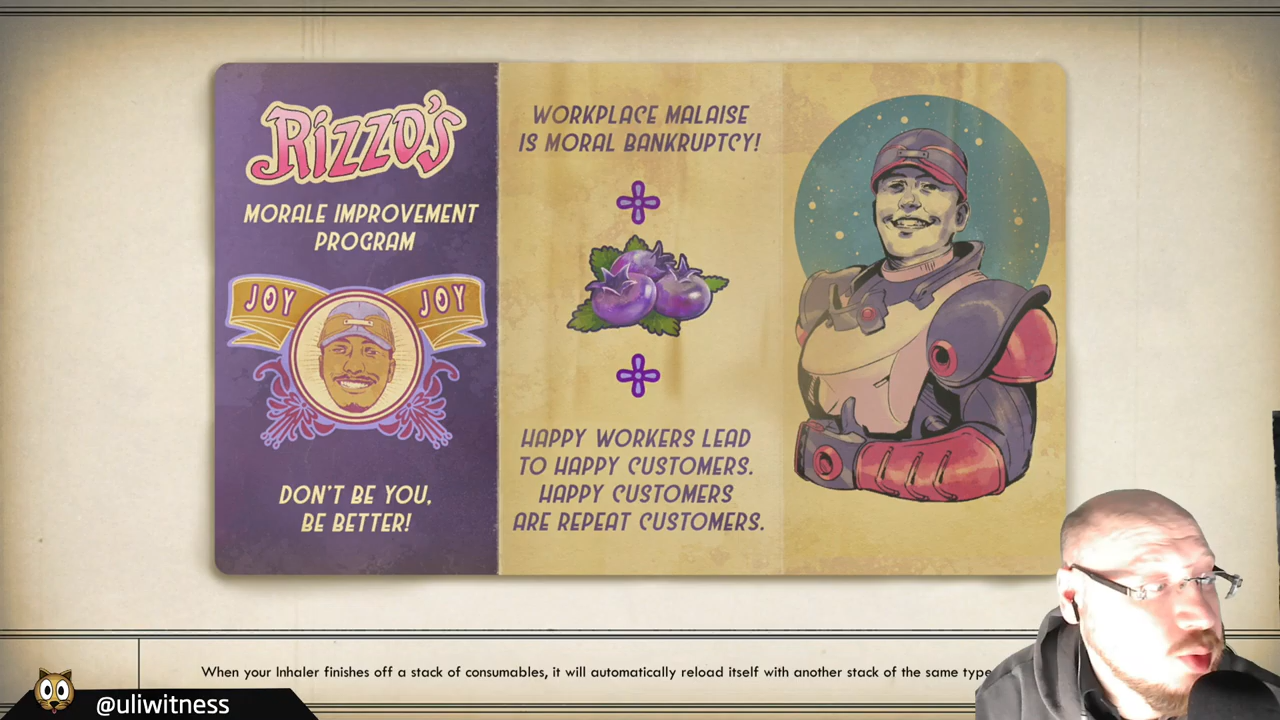 Rizzo's
MORALE IMPROVEMENT
PROGRAM
JOY JOY
DON'T BE YOU,
BE BETTER!
WORKPLACE MALAISE
IS MORAL BANKRUPTCY!
HAPPY WORKERS LEAD
TO HAPPY CUSTOMERS.
HAPPY CUSTOMERS
ARE REPEAT CUSTOMERS.
When your Inhaler finishes off a stack of consumables, it will automatically reload itself with another stack of the same type
@uliwitness